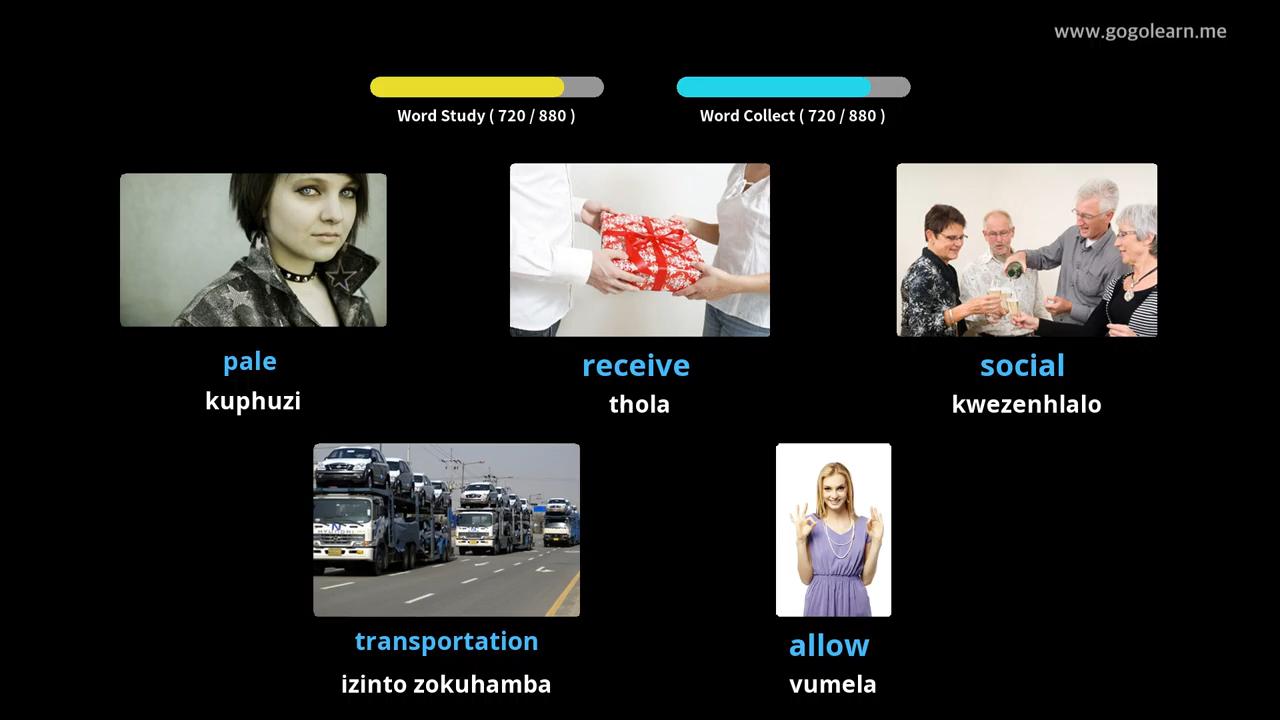 www.gogolearn.me
Word Study ( 720 / 880 )
Word Collect ( 720 / 880 )
pale
kuphuzi
receive
thola
social
kwezenhlalo
transportation
izinto zokuhamba
allow
vumela